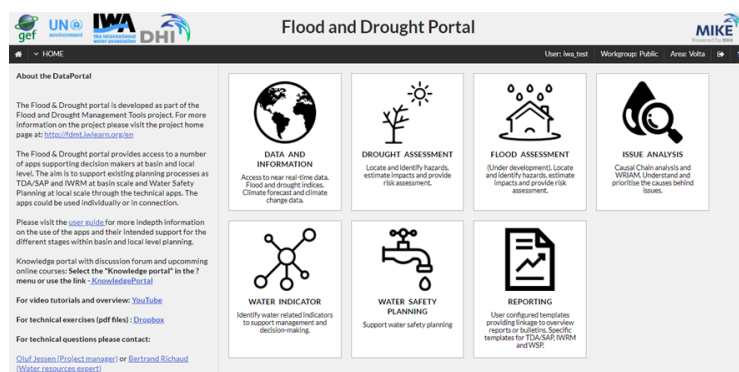 gef
UN
environment
IWA
the international
water association
DHI
Flood and Drought Portal
MIKE
Powered by DHI
HOME
User: iwa_test Workgroup: Public Area: Volta
About the DataPortal
The Flood & Drought portal is developed as part of the
Flood and Drought Management Tools project. For more
information on the project please visit the project home
page at: http://fdmt.iwlearn.org/en
The Flood & Drought portal provides access to a number
of apps supporting decision makers at basin and local
level. The aim is to support existing planning processes as
TDA/SAP and IWRM at basin scale and Water Safety
Planning at local scale through the technical apps. The
apps could be used individually or in connection.
Please visit the user guide for more indepth information
on the use of the apps and their intended support for the
different stages within basin and local level planning.
Knowledge portal with discussion forum and upcomming
online courses: Select the "Knowledge portal" in the ?
menu or use the link - KnowledgePortal
For video tutorials and overview: YouTube
For technical exercises (pdf files) : Dropbox
For technical questions please contact:
Oluf Jessen (Project manager) or Bertrand Richaud
(Water resources expert)
DATA AND
INFORMATION
Access to near real-time data.
Flood and drought indices.
Climate forecast and climate
change data.
DROUGHT ASSESSMENT
Locate and identify hazards,
estimate impacts and provide
risk assessment.
FLOOD ASSESSMENT
(Under development). Locate
and identify hazards, estimate
impacts and provide risk
assessment.
ISSUE ANALYSIS
Causal Chain analysis and
WRIAM. Understand and
prioritise the causes behind
issues.
WATER INDICATOR
Identify water related indicators
to support management and
decision-making.
WATER SAFETY
PLANNING
Support water safety planning
REPORTING
User configured templates
providing linkage to overview
reports or bulletins. Specific
templates for TDA/SAP, IWRM
and WSP.